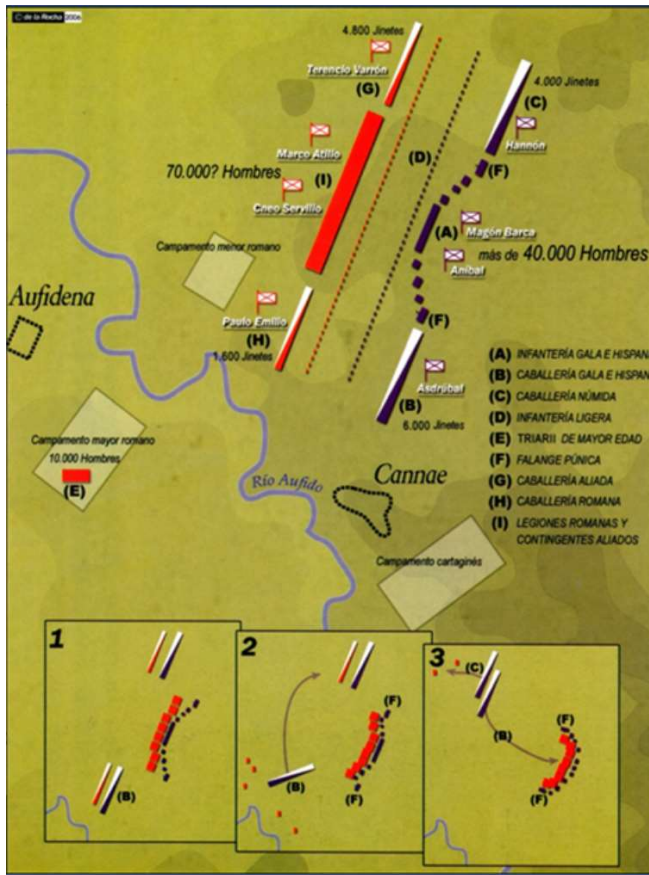 © de la Rocha 2006
4.800 Jinetes
Terencio Varrón
(G)
4.000 Jinetes
(C)
Hannón
Marco Atilio
(D)
70.000? Hombres
(I)
(F)
Cneo Servilio
(A)
Magón Barca
más de 40.000 Hombres
Aníbal
Campamento menor romano
Aufidena
Paulo Emilio
(H)
1.600 Jinetes
(F)
Asdrúbal
(B)
6.000 Jinetes
(A) INFANTERÍA GALA E HISPAN
(B) CABALLERÍA GALA E HISPAN
(C) CABALLERÍA NÚMIDA
(D) INFANTERÍA LIGERA
(E) TRIARII DE MAYOR EDAD
(F) FALANGE PÚNICA
(G) CABALLERÍA ALIADA
(H) CABALLERÍA ROMANA
(I) LEGIONES ROMANAS Y
CONTINGENTES ALIADOS
Campamento mayor romano
10.000 Hombres
(E)
Río Aufido
Cannae
Campamento cartaginés
1
(B)
2
(F)
(B)
(F)
3
(C)
(B)
(F)
(F)